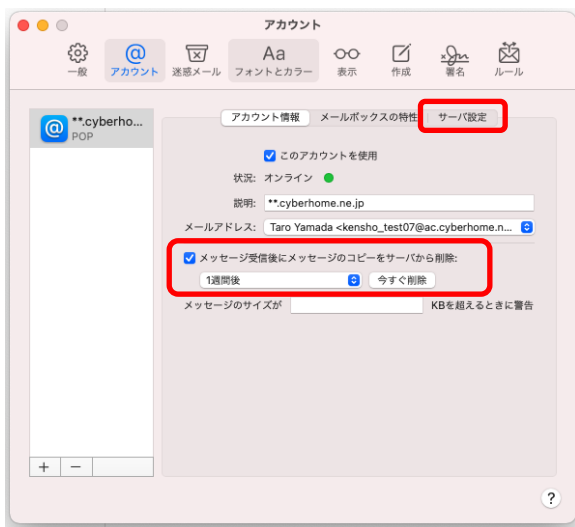 アカウント
一般 アカウント 迷惑メール フォントとカラー 表示 作成 署名 ルール
**.cyberho...
POP
アカウント情報 メールボックスの特性 サーバ設定
このアカウントを使用
状況: オンライン
説明: **.cyberhome.ne.jp
メールアドレス: Taro Yamada <kensho_test07@ac.cyberhome.n...
メッセージ受信後にメッセージのコピーをサーバから削除:
1週間後 今すぐ削除
メッセージのサイズが KBを超えるときに警告
+ −
?